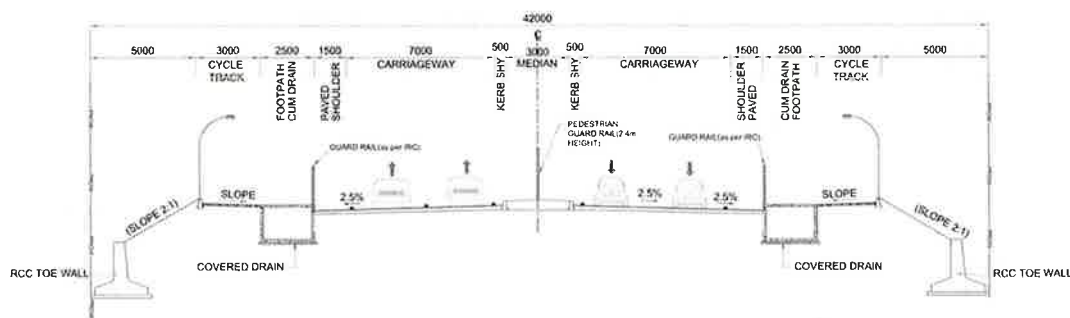 42000
℄
5000 3000 2500 1500 7000 500 3000 500 7000 1500 2500 3000 5000
CYCLE
TRACK
FOOTPATH
CUM DRAIN
PAVED
SHOULDER
CARRIAGEWAY
KERB SHY
MEDIAN
KERB SHY
CARRIAGEWAY
SHOULDER
PAVED
CUM DRAIN
FOOTPATH
CYCLE
TRACK
PEDESTRIAN
GUARD RAIL(2.4m
HEIGHT)
GUARD RAIL(as per IRC)
GUARD RAIL(as per IRC)
SLOPE
2.5%
2.5%
2.5%
SLOPE
(SLOPE 2:1)
(SLOPE 2:1)
COVERED DRAIN
COVERED DRAIN
RCC TOE WALL
RCC TOE WALL